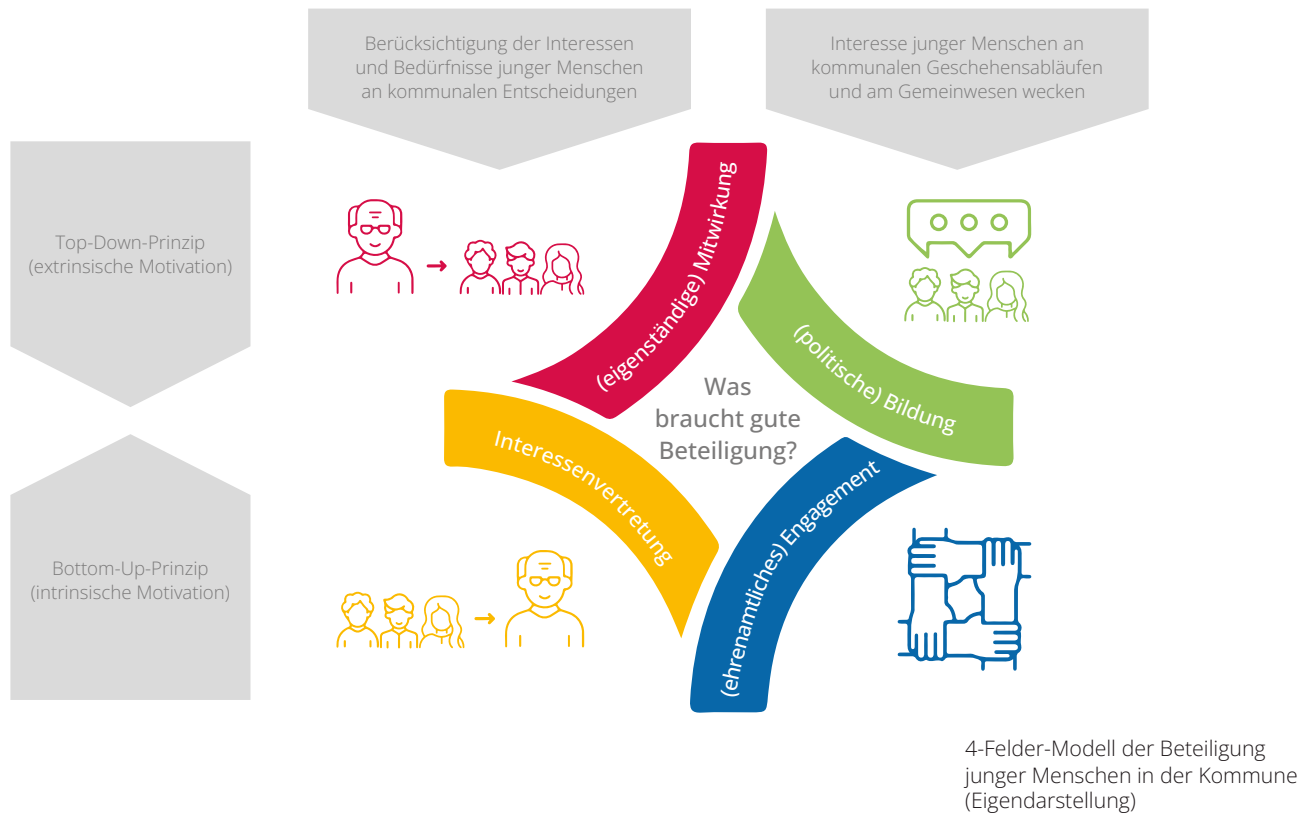 Berücksichtigung der Interessen
und Bedürfnisse junger Menschen
an kommunalen Entscheidungen
Interesse junger Menschen an
kommunalen Geschehensabläufen
und am Gemeinwesen wecken
Top-Down-Prinzip
(extrinsische Motivation)
(eigenständige) Mitwirkung
(politische) Bildung
Was
braucht gute
Beteiligung?
Interessenvertretung
(ehrenamtliches) Engagement
Bottom-Up-Prinzip
(intrinsische Motivation)
4-Felder-Modell der Beteiligung
junger Menschen in der Kommune
(Eigendarstellung)